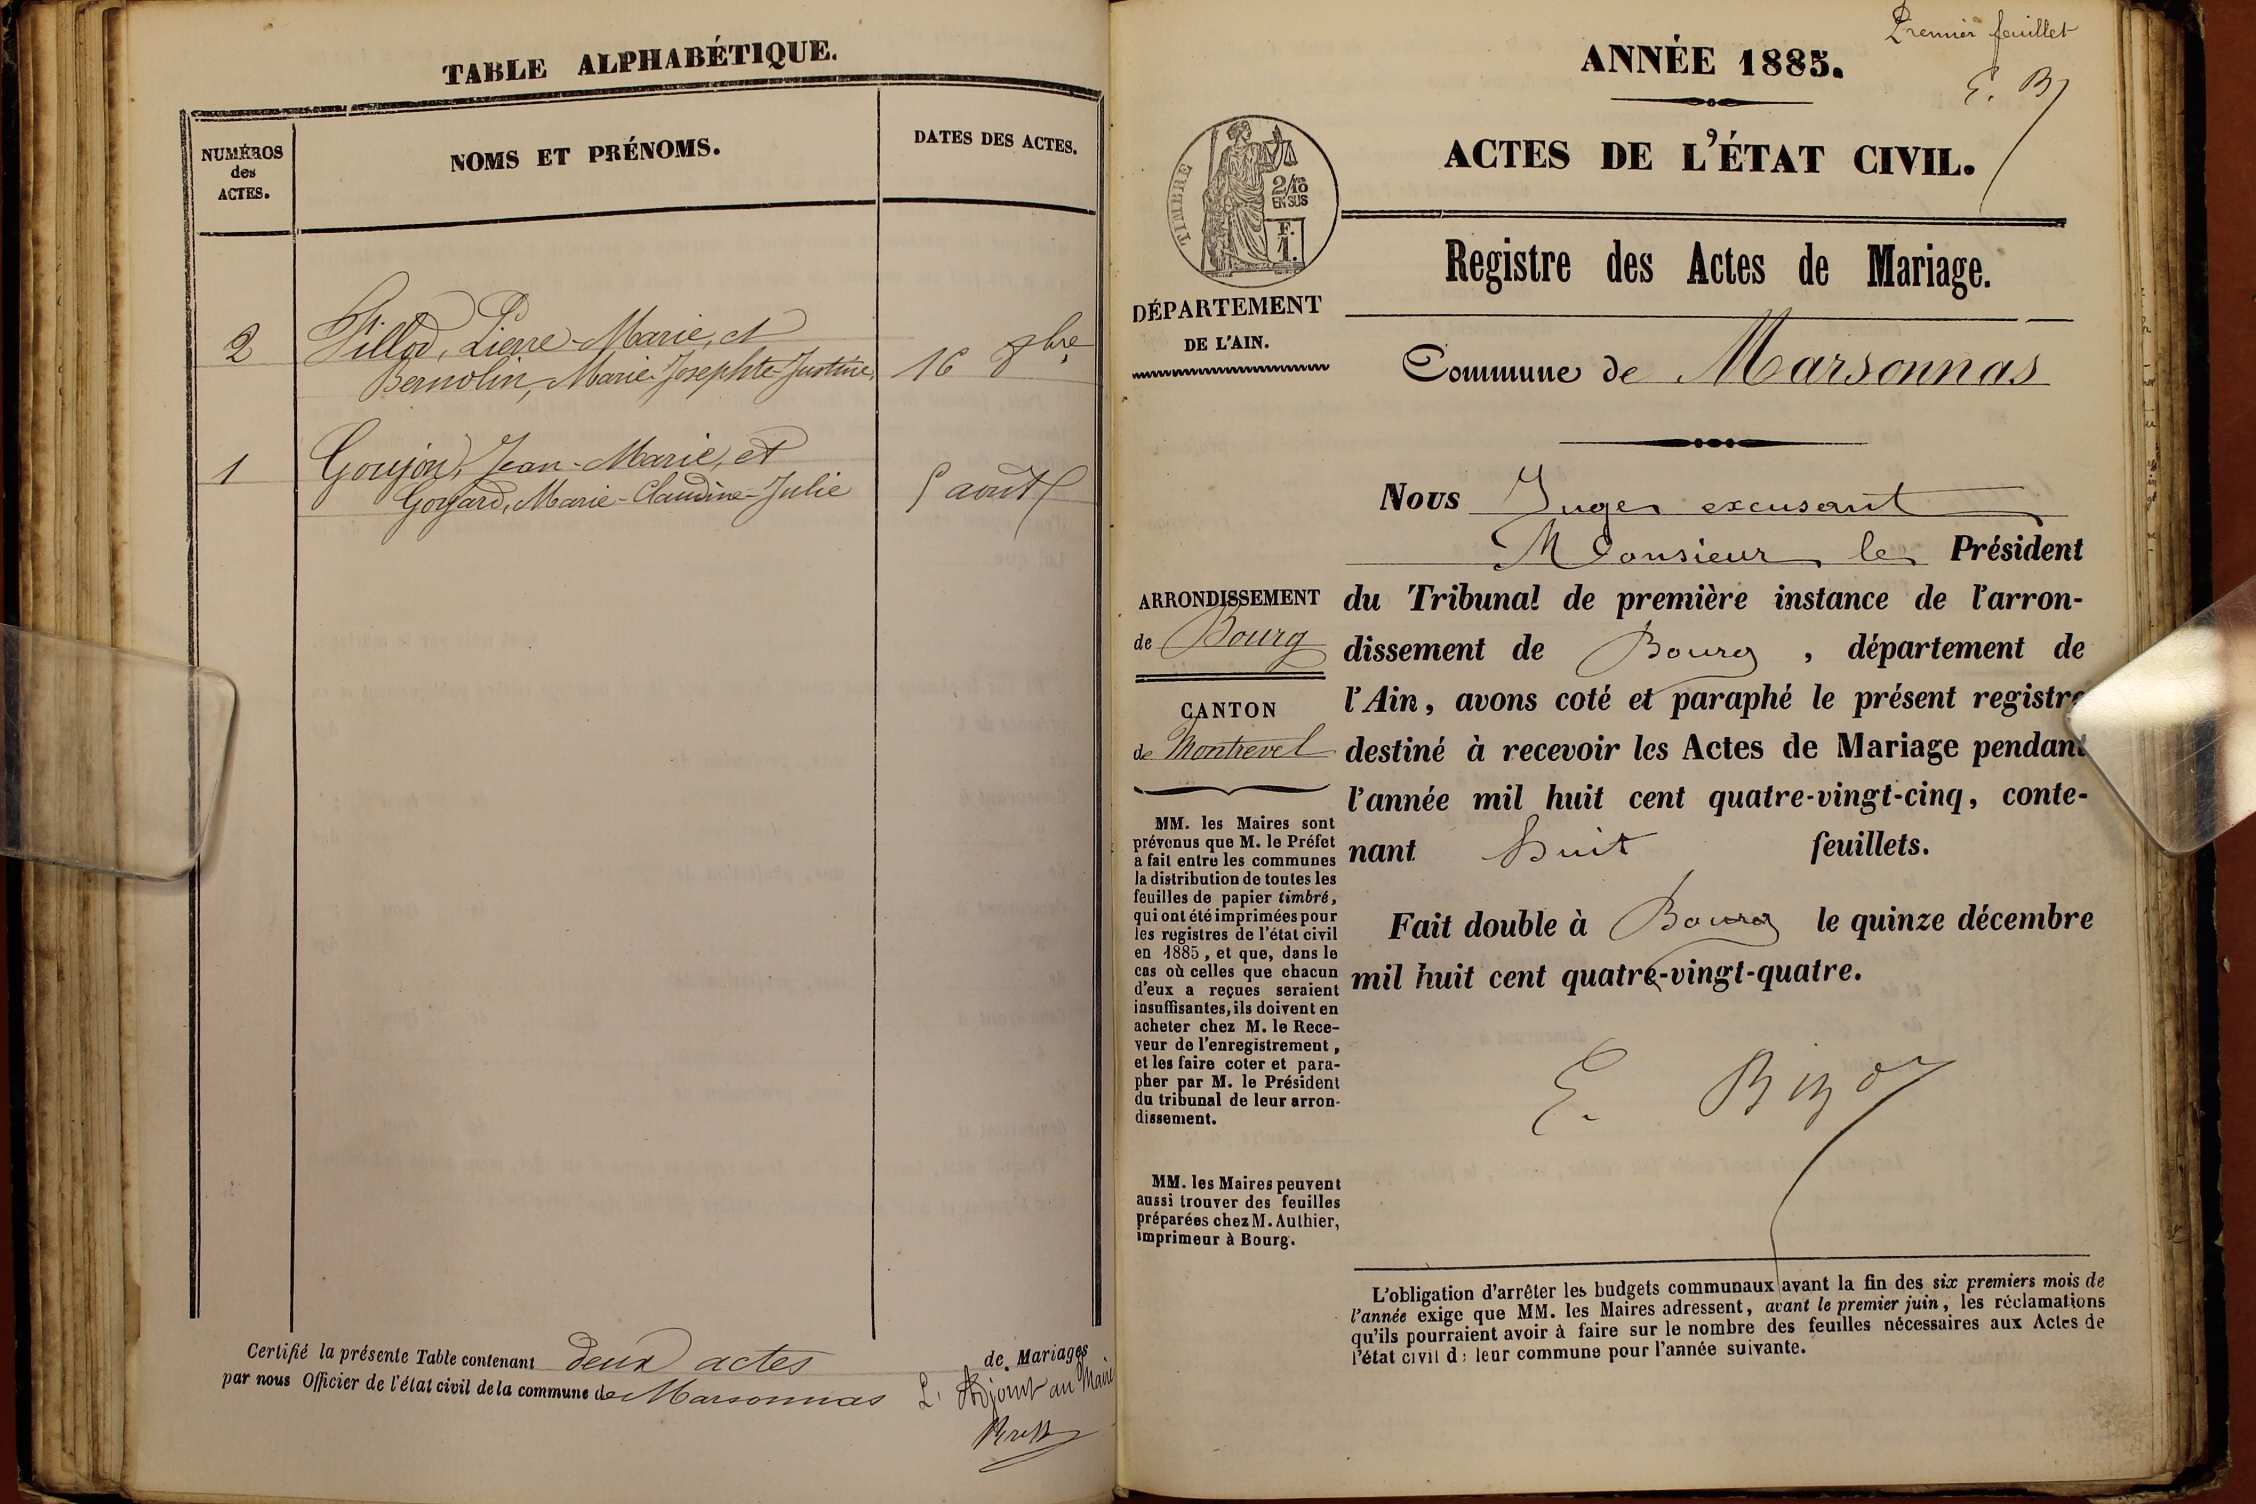 TABLE ALPHABÉTIQUE.
NUMÉROS
des
ACTES.
NOMS ET PRÉNOMS.
DATES DES ACTES.
2
Fillod, Pierre-Marie, et
Bernolin, Marie-Josephte-Justine,
16 8bre
1
Goujon, Jean-Marie, et
Goyard, Marie-Claudine-Julie
5 août
Certifié la présente Table contenant deux actes de Mariages
par nous Officier de l'état civil de la commune de Marsonnas
L'Adjoint au Maire
Premier feuillet
E. B
ANNÉE 1885.
ACTES DE L'ÉTAT CIVIL.
TIMBRE
2/10
EN SUS
F.
1.
Registre des Actes de Mariage.
DÉPARTEMENT
DE L'AIN.
Commune de Marsonnas
ARRONDISSEMENT
de Bourg
CANTON
de Montrevel
MM. les Maires sont
prévenus que M. le Préfet
a fait entre les communes
la distribution de toutes les
feuilles de papier timbré,
qui ont été imprimées pour
les registres de l'état civil
en 1885, et que, dans le
cas où celles que chacun
d'eux a reçues seraient
insuffisantes, ils doivent en
acheter chez M. le Rece-
veur de l'enregistrement,
et les faire coter et para-
pher par M. le Président
du tribunal de leur arron-
dissement.
MM. les Maires peuvent
aussi trouver des feuilles
préparées chez M. Authier,
imprimeur à Bourg.
Nous Juge excusant
Monsieur le Président
du Tribunal de première instance de l'arron-
dissement de Bourg, département de
l'Ain, avons coté et paraphé le présent registre
destiné à recevoir les Actes de Mariage pendant
l'année mil huit cent quatre-vingt-cinq, conte-
nant huit feuillets.
Fait double à Bourg le quinze décembre
mil huit cent quatre-vingt-quatre.
E.
L'obligation d'arrêter les budgets communaux avant la fin des six premiers mois de
l'année exige que MM. les Maires adressent, avant le premier juin, les réclamations
qu'ils pourraient avoir à faire sur le nombre des feuilles nécessaires aux Actes de
l'état civil de leur commune pour l'année suivante.